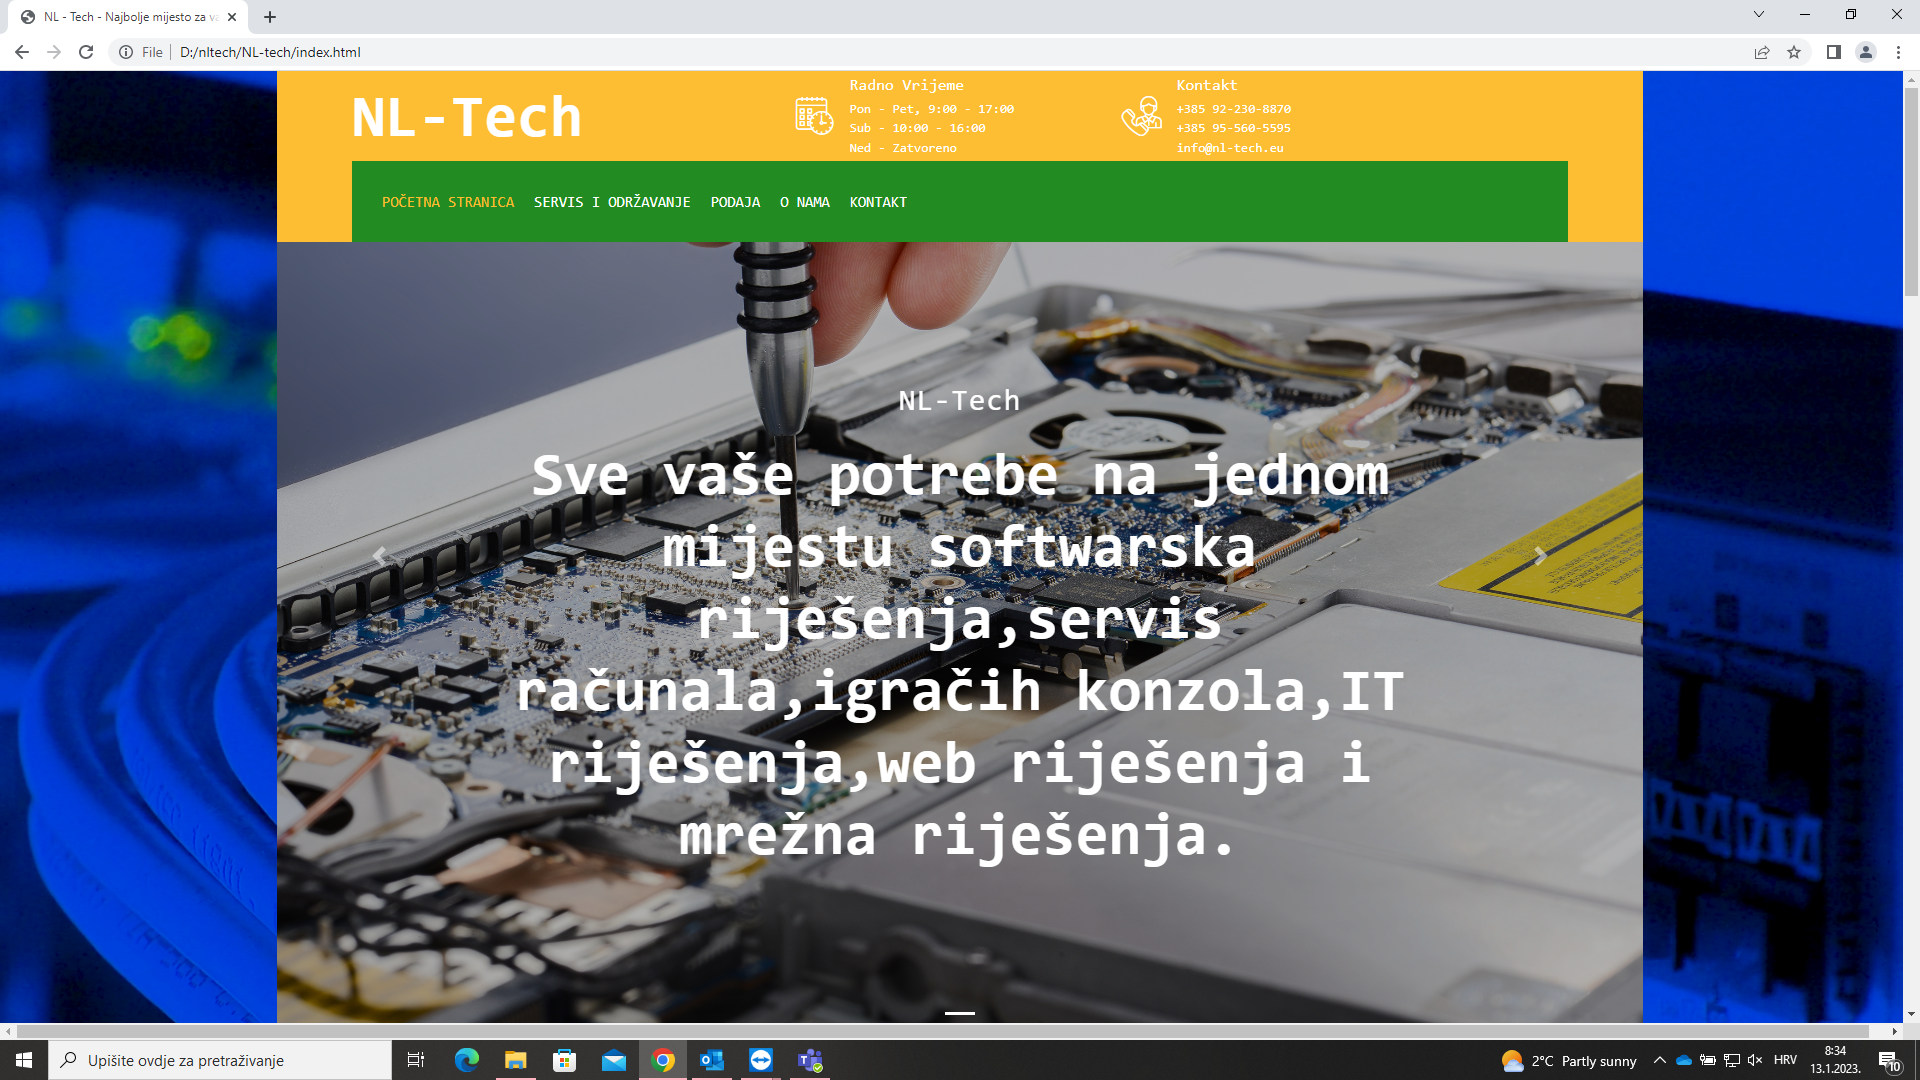 NL - Tech - Najbolje mijesto za va
File
D:/nltech/NL-tech/index.html
NL-Tech
Radno Vrijeme
Pon - Pet, 9:00 - 17:00
Sub - 10:00 - 16:00
Ned - Zatvoreno
Kontakt
+385 92-230-8870
+385 95-560-5595
info@nl-tech.eu
POČETNA STRANICA
SERVIS I ODRŽAVANJE
PODAJA
O NAMA
KONTAKT
NL-Tech
Sve vaše potrebe na jednom
mijestu softwarska
riješenja,servis
računala,igračih konzola,IT
riješenja,web riješenja i
mrežna riješenja.
Upišite ovdje za pretraživanje
2°C Partly sunny
HRV
8:34
13.1.2023.
10